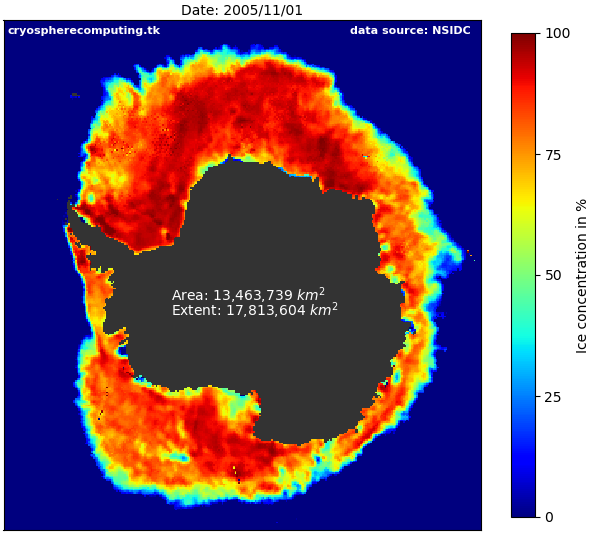 Date: 2005/11/01
cryospherecomputing.tk
data source: NSIDC
Area: 13,463,739 km²
Extent: 17,813,604 km²
100
75
50
25
0
Ice concentration in %